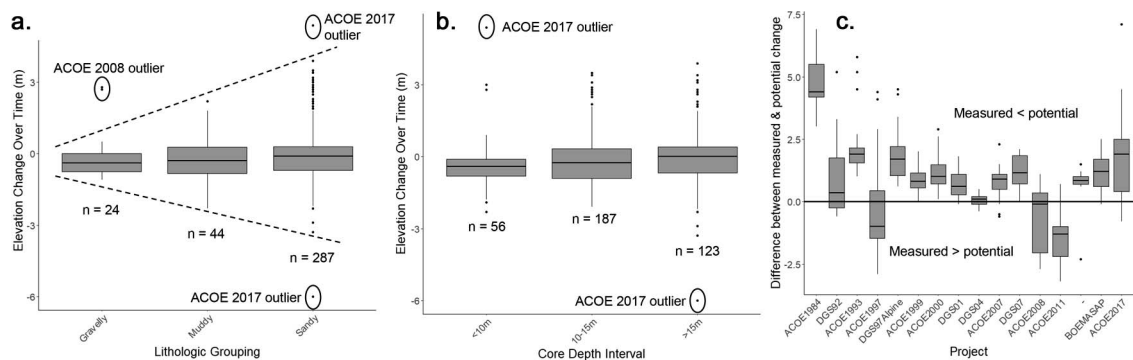 a.
Elevation Change Over Time (m)
3
0
-3
-6
ACOE 2008 outlier
ACOE 2017
outlier
n = 24
n = 44
n = 287
ACOE 2017 outlier
Gravelly
Muddy
Sandy
Lithologic Grouping
b.
Elevation Change Over Time (m)
3
0
-3
-6
ACOE 2017 outlier
n = 56
n = 187
n = 123
ACOE 2017 outlier
<10m
10-15m
>15m
Core Depth Interval
c.
Difference between measured & potential change
7.5
5.0
2.5
0.0
-2.5
Measured < potential
Measured > potential
ACOE1984
DGS92
ACOE1993
ACOE1997
DGS97Alpine
ACOE1999
ACOE2000
DGS01
DGS04
ACOE2007
DGS07
ACOE2008
ACOE2011
-
BOEMASAP
ACOE2017
Project